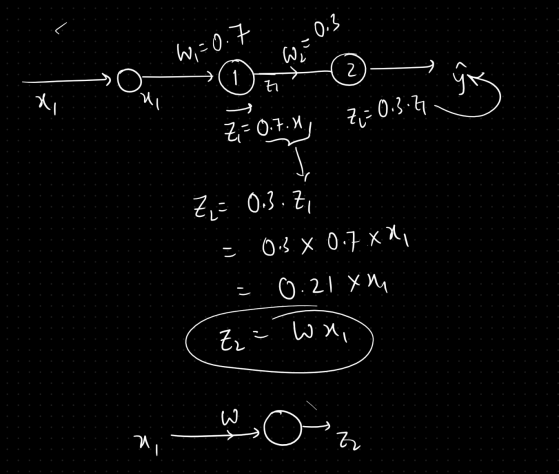 w₁=0.7 w₂=0.3
x₁ x₁ 1 z₁ 2 ŷ
z₁=0.7.x₁ z₂=0.3.z₁
z₂= 0.3.z₁
= 0.3×0.7×x₁
= 0.21×x₁
z₂= wx₁
w
x₁ z₂